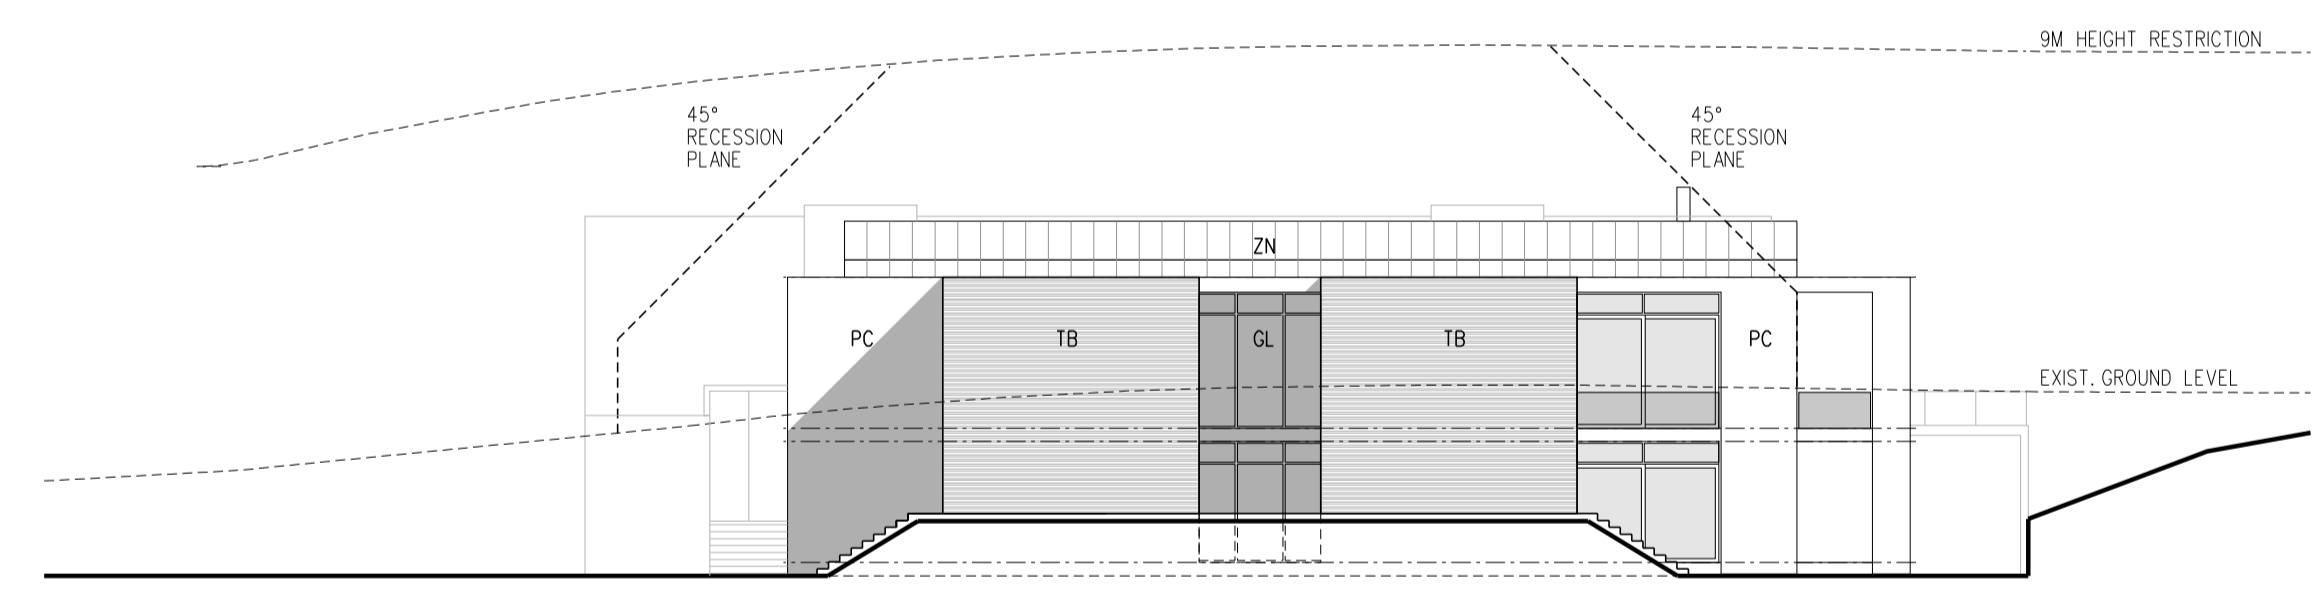 9M HEIGHT RESTRICTION
45°
RECESSION
PLANE
45°
RECESSION
PLANE
ZN
PC
TB
GL
TB
PC
EXIST. GROUND LEVEL